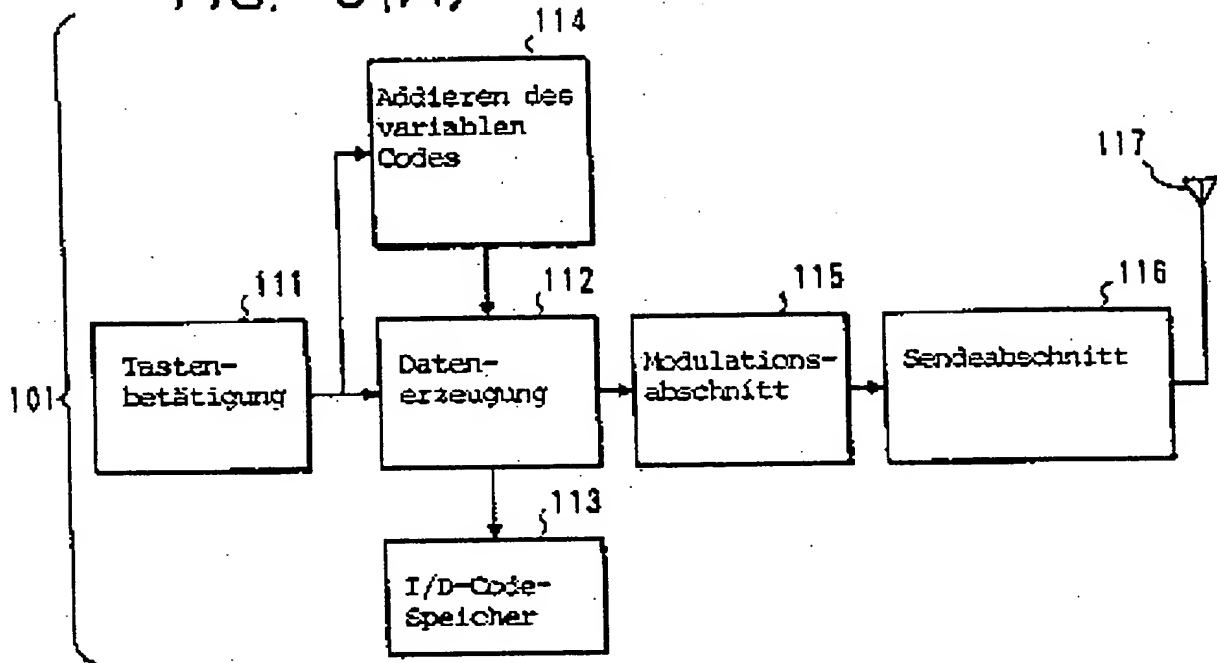 114
Addieren des
variablen
Codes
117
111
112
115
116
Tasten-
betätigung
Daten-
erzeugung
Modulations-
abschnitt
Sendeabschnitt
101
113
I/D-Code-
Speicher